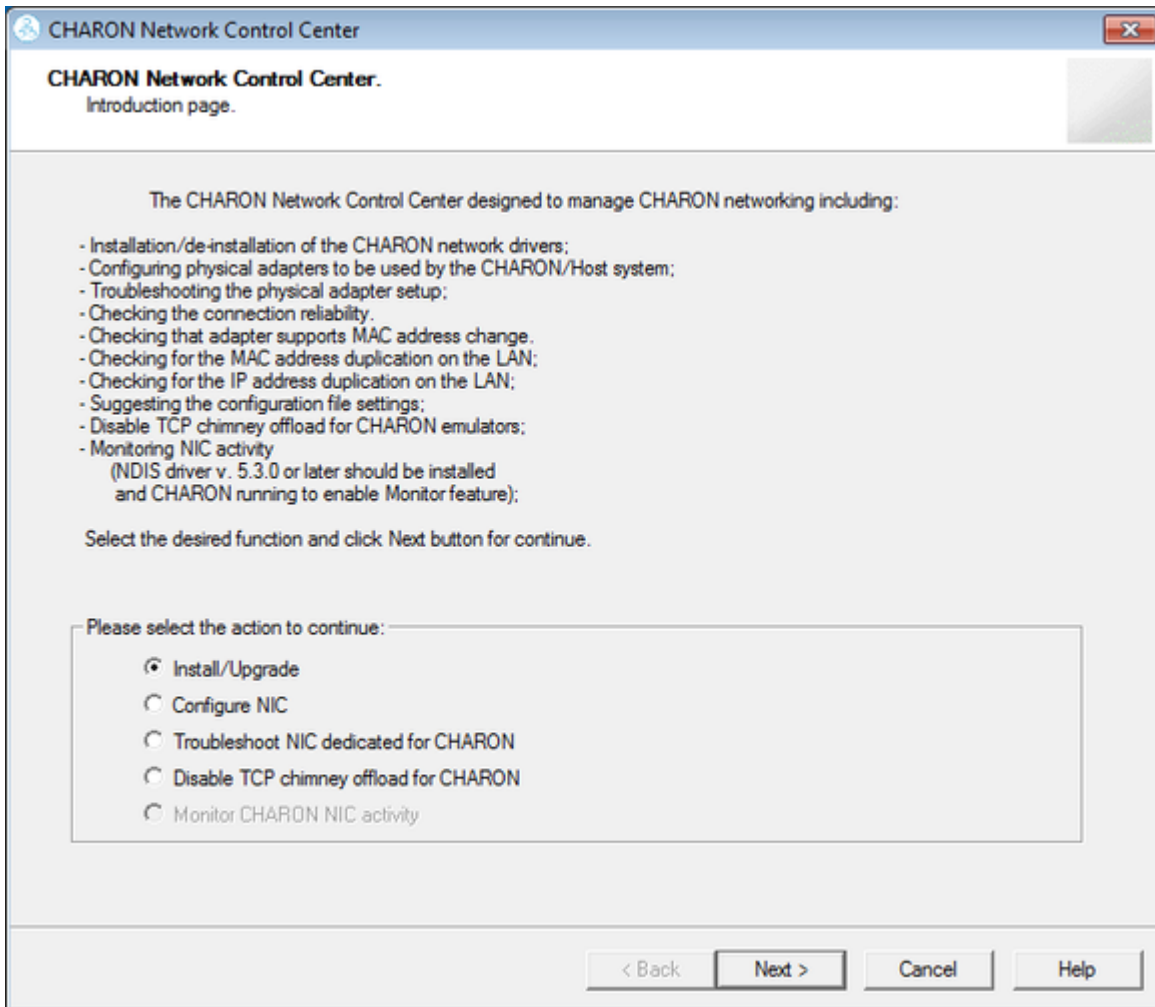 CHARON Network Control Center
CHARON Network Control Center.
Introduction page.
The CHARON Network Control Center designed to manage CHARON networking including:
- Installation/de-installation of the CHARON network drivers;
- Configuring physical adapters to be used by the CHARON/Host system;
- Troubleshooting the physical adapter setup;
- Checking the connection reliability.
- Checking that adapter supports MAC address change.
- Checking for the MAC address duplication on the LAN;
- Checking for the IP address duplication on the LAN;
- Suggesting the configuration file settings;
- Disable TCP chimney offload for CHARON emulators;
- Monitoring NIC activity
(NDIS driver v. 5.3.0 or later should be installed
and CHARON running to enable Monitor feature);
Select the desired function and click Next button for continue.
Please select the action to continue:
Install/Upgrade
Configure NIC
Troubleshoot NIC dedicated for CHARON
Disable TCP chimney offload for CHARON
Monitor CHARON NIC activity
< Back
Next >
Cancel
Help